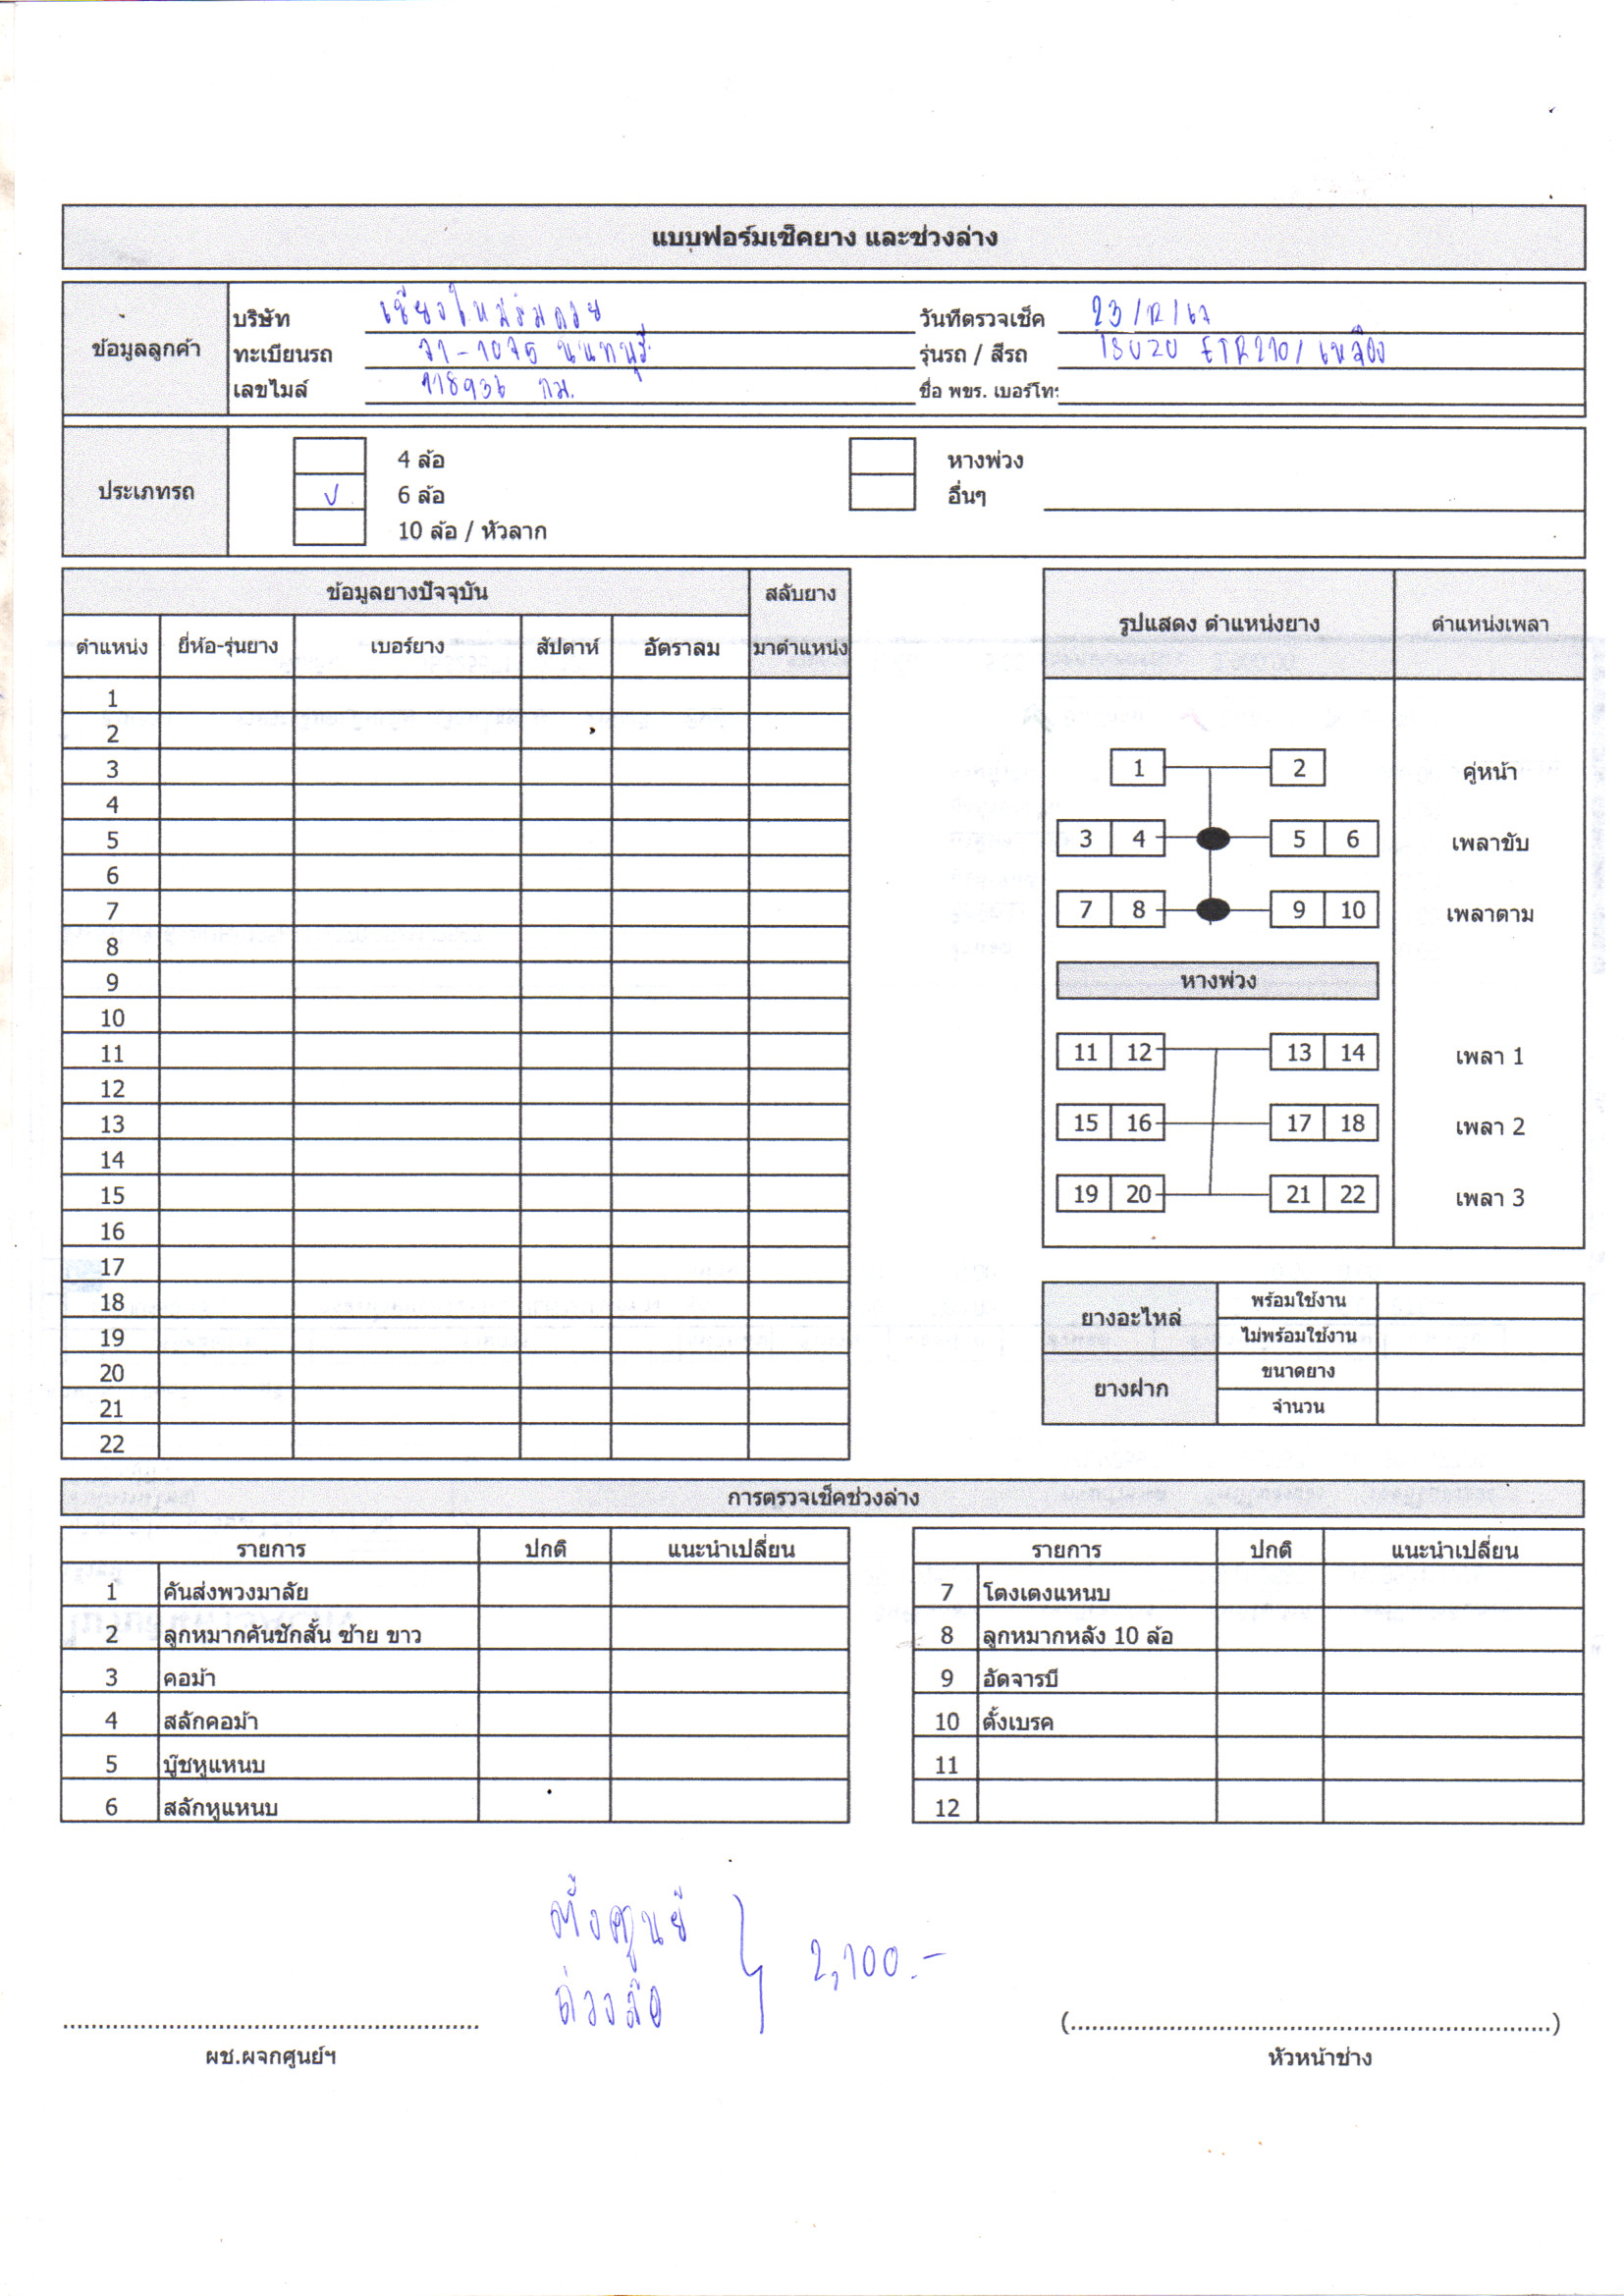 แบบฟอร์มเช็คยาง และช่วงล่าง
ข้อมูลลูกค้า
บริษัท เชียงใหม่ริมดอย
วันที่ตรวจเช็ค 23/12/67
ทะเบียนรถ นนทบุรี
รุ่นรถ / สีรถ ISUZU / เหลือง
เลขไมล์ 118936 กม.
ชื่อ พขร. เบอร์โทร
ประเภทรถ
4 ล้อ
หางพ่วง
6 ล้อ
อื่นๆ
10 ล้อ / หัวลาก
ข้อมูลยางปัจจุบัน สลับยาง
ตำแหน่ง ยี่ห้อ-รุ่นยาง เบอร์ยาง สัปดาห์ อัตราลม มาตำแหน่ง
1
2
3
4
5
6
7
8
9
10
11
12
13
14
15
16
17
18
19
20
21
22
รูปแสดง ตำแหน่งยาง ตำแหน่งเพลา
1 2 คู่หน้า
3 4 5 6 เพลาขับ
7 8 9 10 เพลาตาม
หางพ่วง
11 12 13 14 เพลา 1
15 16 17 18 เพลา 2
19 20 21 22 เพลา 3
ยางอะไหล่ พร้อมใช้งาน
ไม่พร้อมใช้งาน
ยางฝาก ขนาดยาง
จำนวน
การตรวจเช็คช่วงล่าง
รายการ ปกติ แนะนำเปลี่ยน
1 คันส่งพวงมาลัย
2 ลูกหมากคันชักสั้น ซ้าย ขาว
3 คอม้า
4 สลักคอม้า
5 บู๊ชหูแหนบ
6 สลักหูแหนบ
รายการ ปกติ แนะนำเปลี่ยน
7 โตงเตงแหนบ
8 ลูกหมากหลัง 10 ล้อ
9 อัดจารบี
10 ตั้งเบรค
11
12
ตั้งศูนย์
ถ่วงล้อ
2,100.-
ผช.ผจกศูนย์ฯ
(......................................................................)
หัวหน้าช่าง